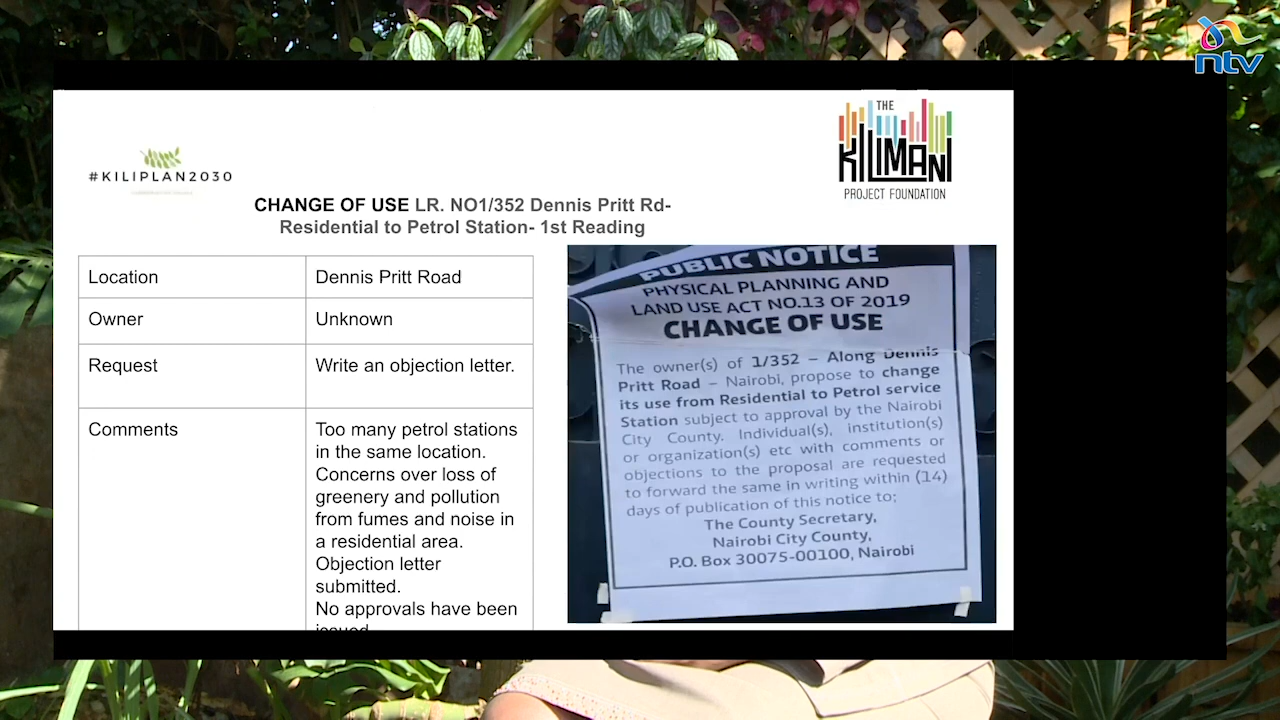 ntv
THE
KILIMANI
PROJECT FOUNDATION
#KILIPLAN2030
CHANGE OF USE LR. NO1/352 Dennis Pritt Rd-
Residential to Petrol Station- 1st Reading
Location
Dennis Pritt Road
Owner
Unknown
Request
Write an objection letter.
Comments
Too many petrol stations
in the same location.
Concerns over loss of
greenery and pollution
from fumes and noise in
a residential area.
Objection letter
submitted.
No approvals have been
issued
PUBLIC NOTICE
PHYSICAL PLANNING AND
LAND USE ACT NO.13 OF 2019
CHANGE OF USE
The owner(s) of 1/352 – Along Dennis
Pritt Road – Nairobi, propose to change
its use from Residential to Petrol service
Station subject to approval by the Nairobi
City County. Individual(s), institution(s)
or organization(s) etc with comments or
objections to the proposal are requested
to forward the same in writing within (14)
days of publication of this notice to;
The County Secretary,
Nairobi City County,
P.O. Box 30075-00100, Nairobi